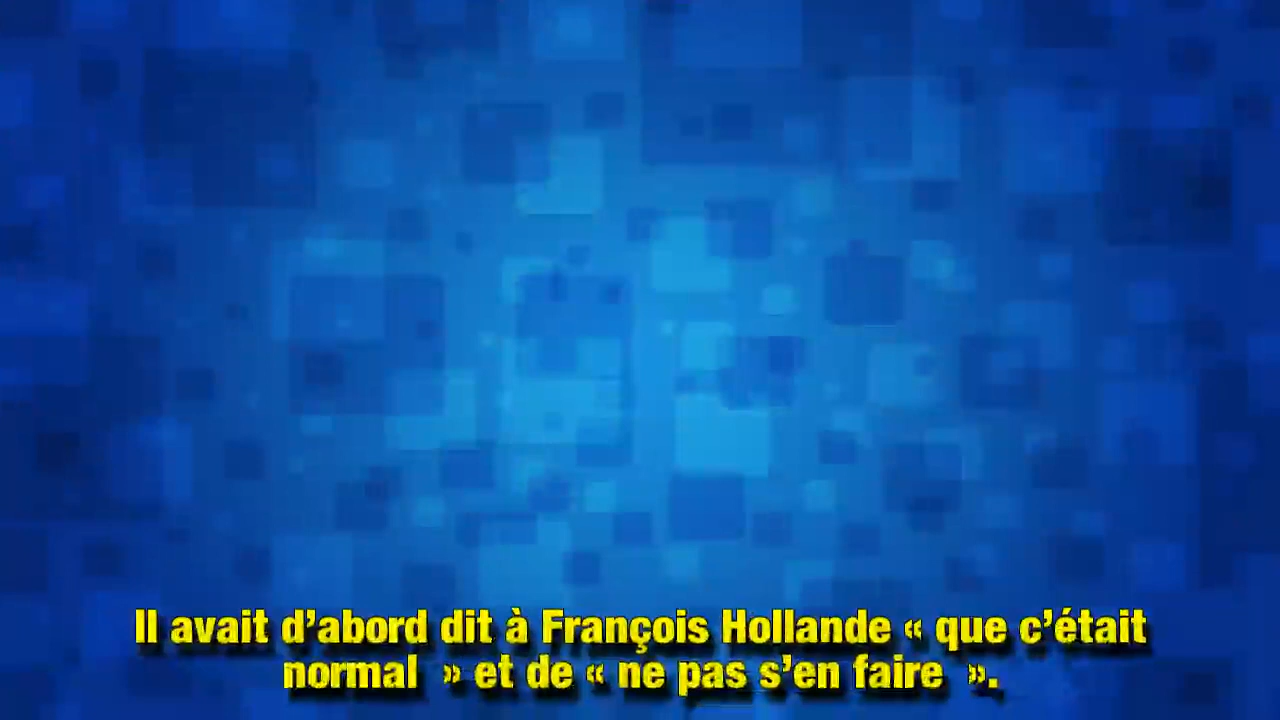 Il avait d’abord dit à François Hollande « que c’était
normal » et de « ne pas s’en faire ».